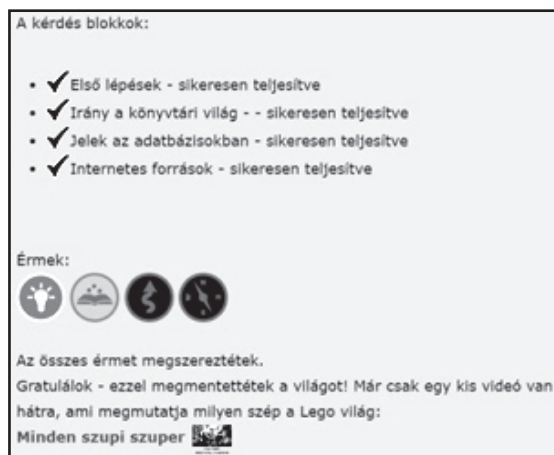 A kérdés blokkok:
• Első lépések - sikeresen teljesítve
• Irány a könyvtári világ - - sikeresen teljesítve
• Jelek az adatbázisokban - sikeresen teljesítve
• Internetes források - sikeresen teljesítve
Érmek:
Az összes érmet megszereztétek.
Gratulálok - ezzel megmentettétek a világot! Már csak egy kis videó van
hátra, ami megmutatja milyen szép a Lego világ:
Minden szupi szuper